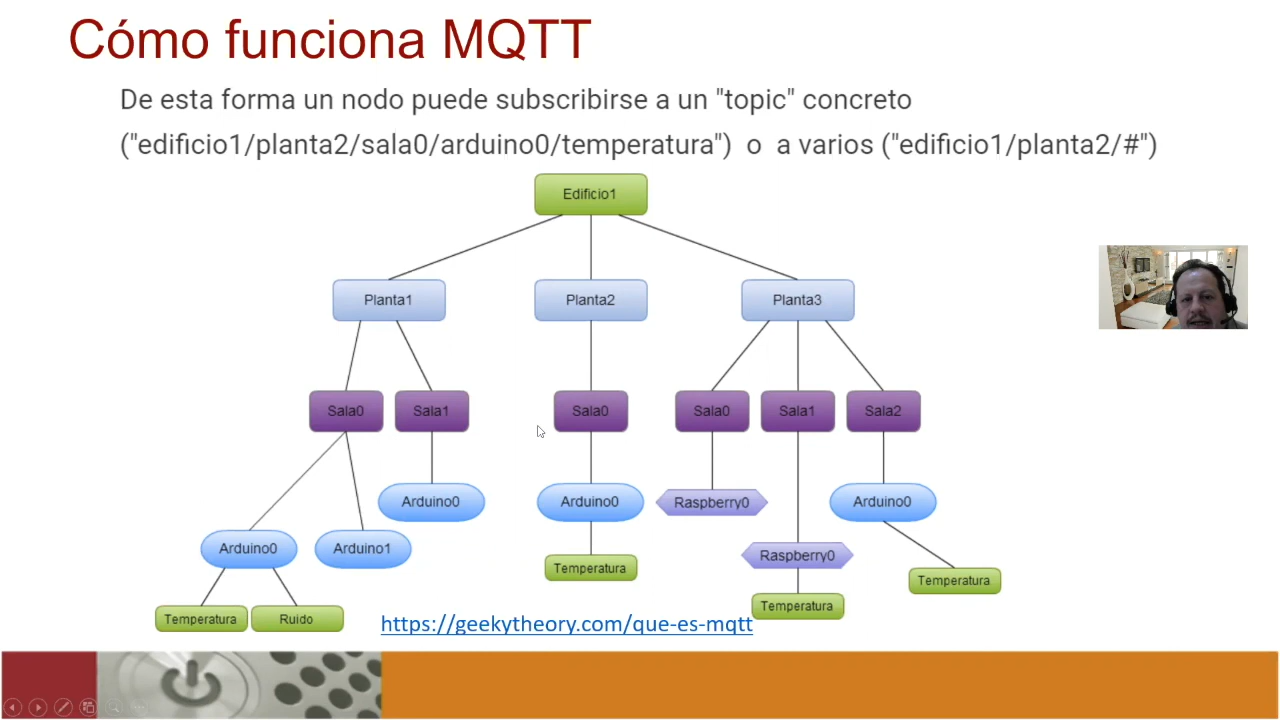 Cómo funciona MQTT
De esta forma un nodo puede subscribirse a un "topic" concreto
("edificio1/planta2/sala0/arduino0/temperatura") o a varios ("edificio1/planta2/#")
Edificio1
Planta1
Planta2
Planta3
Sala0
Sala1
Sala0
Sala0
Sala1
Sala2
Arduino0
Arduino0
Raspberry0
Arduino0
Arduino0
Arduino1
Raspberry0
Temperatura
Temperatura
Temperatura
Temperatura
Ruido
https://geekytheory.com/que-es-mqtt